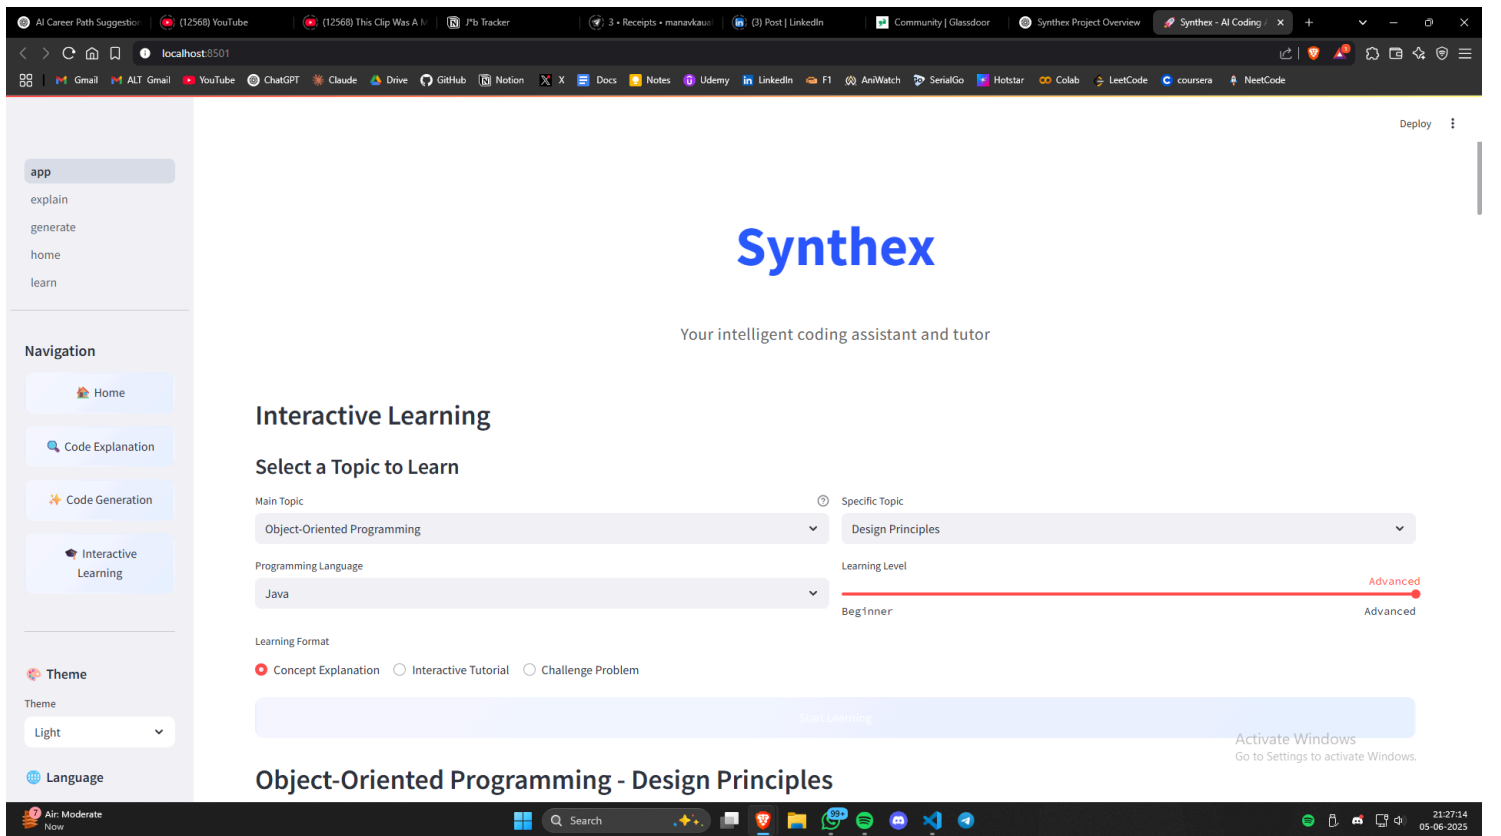 AI Career Path Suggestion
(12568) YouTube
(12568) This Clip Was A M
J*b Tracker
3 • Receipts • manavkaual
(3) Post | LinkedIn
Community | Glassdoor
Synthex Project Overview
Synthex - AI Coding A
localhost:8501
Gmail
ALT Gmail
YouTube
ChatGPT
Claude
Drive
GitHub
Notion
X
Docs
Notes
Udemy
LinkedIn
F1
AniWatch
SerialGo
Hotstar
Colab
LeetCode
coursera
NeetCode
Deploy
app
explain
generate
home
learn
Navigation
Home
Code Explanation
Code Generation
Interactive
Learning
Theme
Theme
Light
Language
Synthex
Your intelligent coding assistant and tutor
Interactive Learning
Select a Topic to Learn
Main Topic
Object-Oriented Programming
Specific Topic
Design Principles
Programming Language
Java
Learning Level
Advanced
Beginner
Advanced
Learning Format
Concept Explanation
Interactive Tutorial
Challenge Problem
Start Learning
Activate Windows
Go to Settings to activate Windows.
Object-Oriented Programming - Design Principles
7
Air: Moderate
Now
Search
99+
21:27:14
05-06-2025